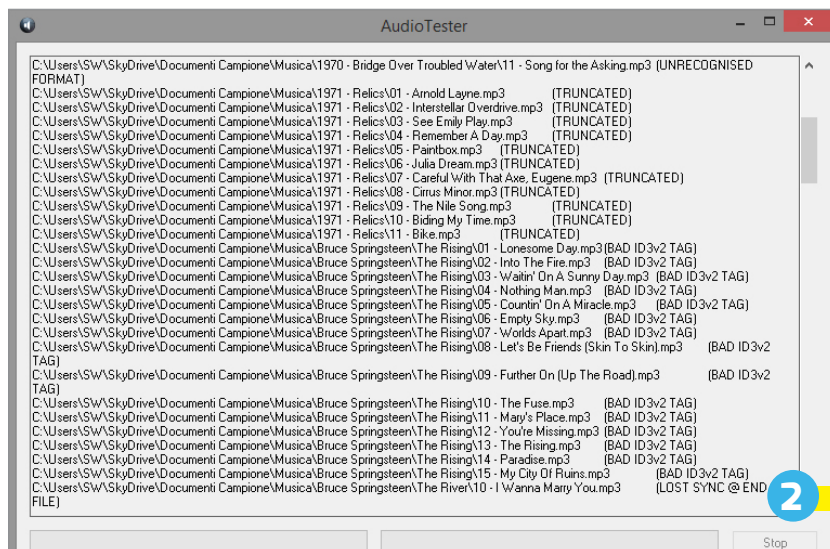 AudioTester
C:\Users\SW\SkyDrive\Documenti Campione\Musica\1970 - Bridge Over Troubled Water\11 - Song for the Asking.mp3 (UNRECOGNISED
FORMAT)
C:\Users\SW\SkyDrive\Documenti Campione\Musica\1971 - Relics\01 - Arnold Layne.mp3 (TRUNCATED)
C:\Users\SW\SkyDrive\Documenti Campione\Musica\1971 - Relics\02 - Interstellar Overdrive.mp3 (TRUNCATED)
C:\Users\SW\SkyDrive\Documenti Campione\Musica\1971 - Relics\03 - See Emily Play.mp3 (TRUNCATED)
C:\Users\SW\SkyDrive\Documenti Campione\Musica\1971 - Relics\04 - Remember A Day.mp3 (TRUNCATED)
C:\Users\SW\SkyDrive\Documenti Campione\Musica\1971 - Relics\05 - Paintbox.mp3 (TRUNCATED)
C:\Users\SW\SkyDrive\Documenti Campione\Musica\1971 - Relics\06 - Julia Dream.mp3 (TRUNCATED)
C:\Users\SW\SkyDrive\Documenti Campione\Musica\1971 - Relics\07 - Careful With That Axe, Eugene.mp3 (TRUNCATED)
C:\Users\SW\SkyDrive\Documenti Campione\Musica\1971 - Relics\08 - Cirrus Minor.mp3 (TRUNCATED)
C:\Users\SW\SkyDrive\Documenti Campione\Musica\1971 - Relics\09 - The Nile Song.mp3 (TRUNCATED)
C:\Users\SW\SkyDrive\Documenti Campione\Musica\1971 - Relics\10 - Biding My Time.mp3 (TRUNCATED)
C:\Users\SW\SkyDrive\Documenti Campione\Musica\1971 - Relics\11 - Bike.mp3 (TRUNCATED)
C:\Users\SW\SkyDrive\Documenti Campione\Musica\Bruce Springsteen\The Rising\01 - Lonesome Day.mp3(BAD ID3v2 TAG)
C:\Users\SW\SkyDrive\Documenti Campione\Musica\Bruce Springsteen\The Rising\02 - Into The Fire.mp3 (BAD ID3v2 TAG)
C:\Users\SW\SkyDrive\Documenti Campione\Musica\Bruce Springsteen\The Rising\03 - Waitin' On A Sunny Day.mp3 (BAD ID3v2 TAG)
C:\Users\SW\SkyDrive\Documenti Campione\Musica\Bruce Springsteen\The Rising\04 - Nothing Man.mp3 (BAD ID3v2 TAG)
C:\Users\SW\SkyDrive\Documenti Campione\Musica\Bruce Springsteen\The Rising\05 - Countin' On A Miracle.mp3 (BAD ID3v2 TAG)
C:\Users\SW\SkyDrive\Documenti Campione\Musica\Bruce Springsteen\The Rising\06 - Empty Sky.mp3 (BAD ID3v2 TAG)
C:\Users\SW\SkyDrive\Documenti Campione\Musica\Bruce Springsteen\The Rising\07 - Worlds Apart.mp3 (BAD ID3v2 TAG)
C:\Users\SW\SkyDrive\Documenti Campione\Musica\Bruce Springsteen\The Rising\08 - Let's Be Friends (Skin To Skin).mp3 (BAD ID3v2
TAG)
C:\Users\SW\SkyDrive\Documenti Campione\Musica\Bruce Springsteen\The Rising\09 - Further On (Up The Road).mp3 (BAD ID3v2
TAG)
C:\Users\SW\SkyDrive\Documenti Campione\Musica\Bruce Springsteen\The Rising\10 - The Fuse.mp3 (BAD ID3v2 TAG)
C:\Users\SW\SkyDrive\Documenti Campione\Musica\Bruce Springsteen\The Rising\11 - Mary's Place.mp3 (BAD ID3v2 TAG)
C:\Users\SW\SkyDrive\Documenti Campione\Musica\Bruce Springsteen\The Rising\12 - You're Missing.mp3 (BAD ID3v2 TAG)
C:\Users\SW\SkyDrive\Documenti Campione\Musica\Bruce Springsteen\The Rising\13 - The Rising.mp3 (BAD ID3v2 TAG)
C:\Users\SW\SkyDrive\Documenti Campione\Musica\Bruce Springsteen\The Rising\14 - Paradise.mp3 (BAD ID3v2 TAG)
C:\Users\SW\SkyDrive\Documenti Campione\Musica\Bruce Springsteen\The Rising\15 - My City Of Ruins.mp3 (BAD ID3v2 TAG)
C:\Users\SW\SkyDrive\Documenti Campione\Musica\Bruce Springsteen\The River\10 - I Wanna Marry You.mp3 (LOST SYNC @ END
FILE)
2
Stop